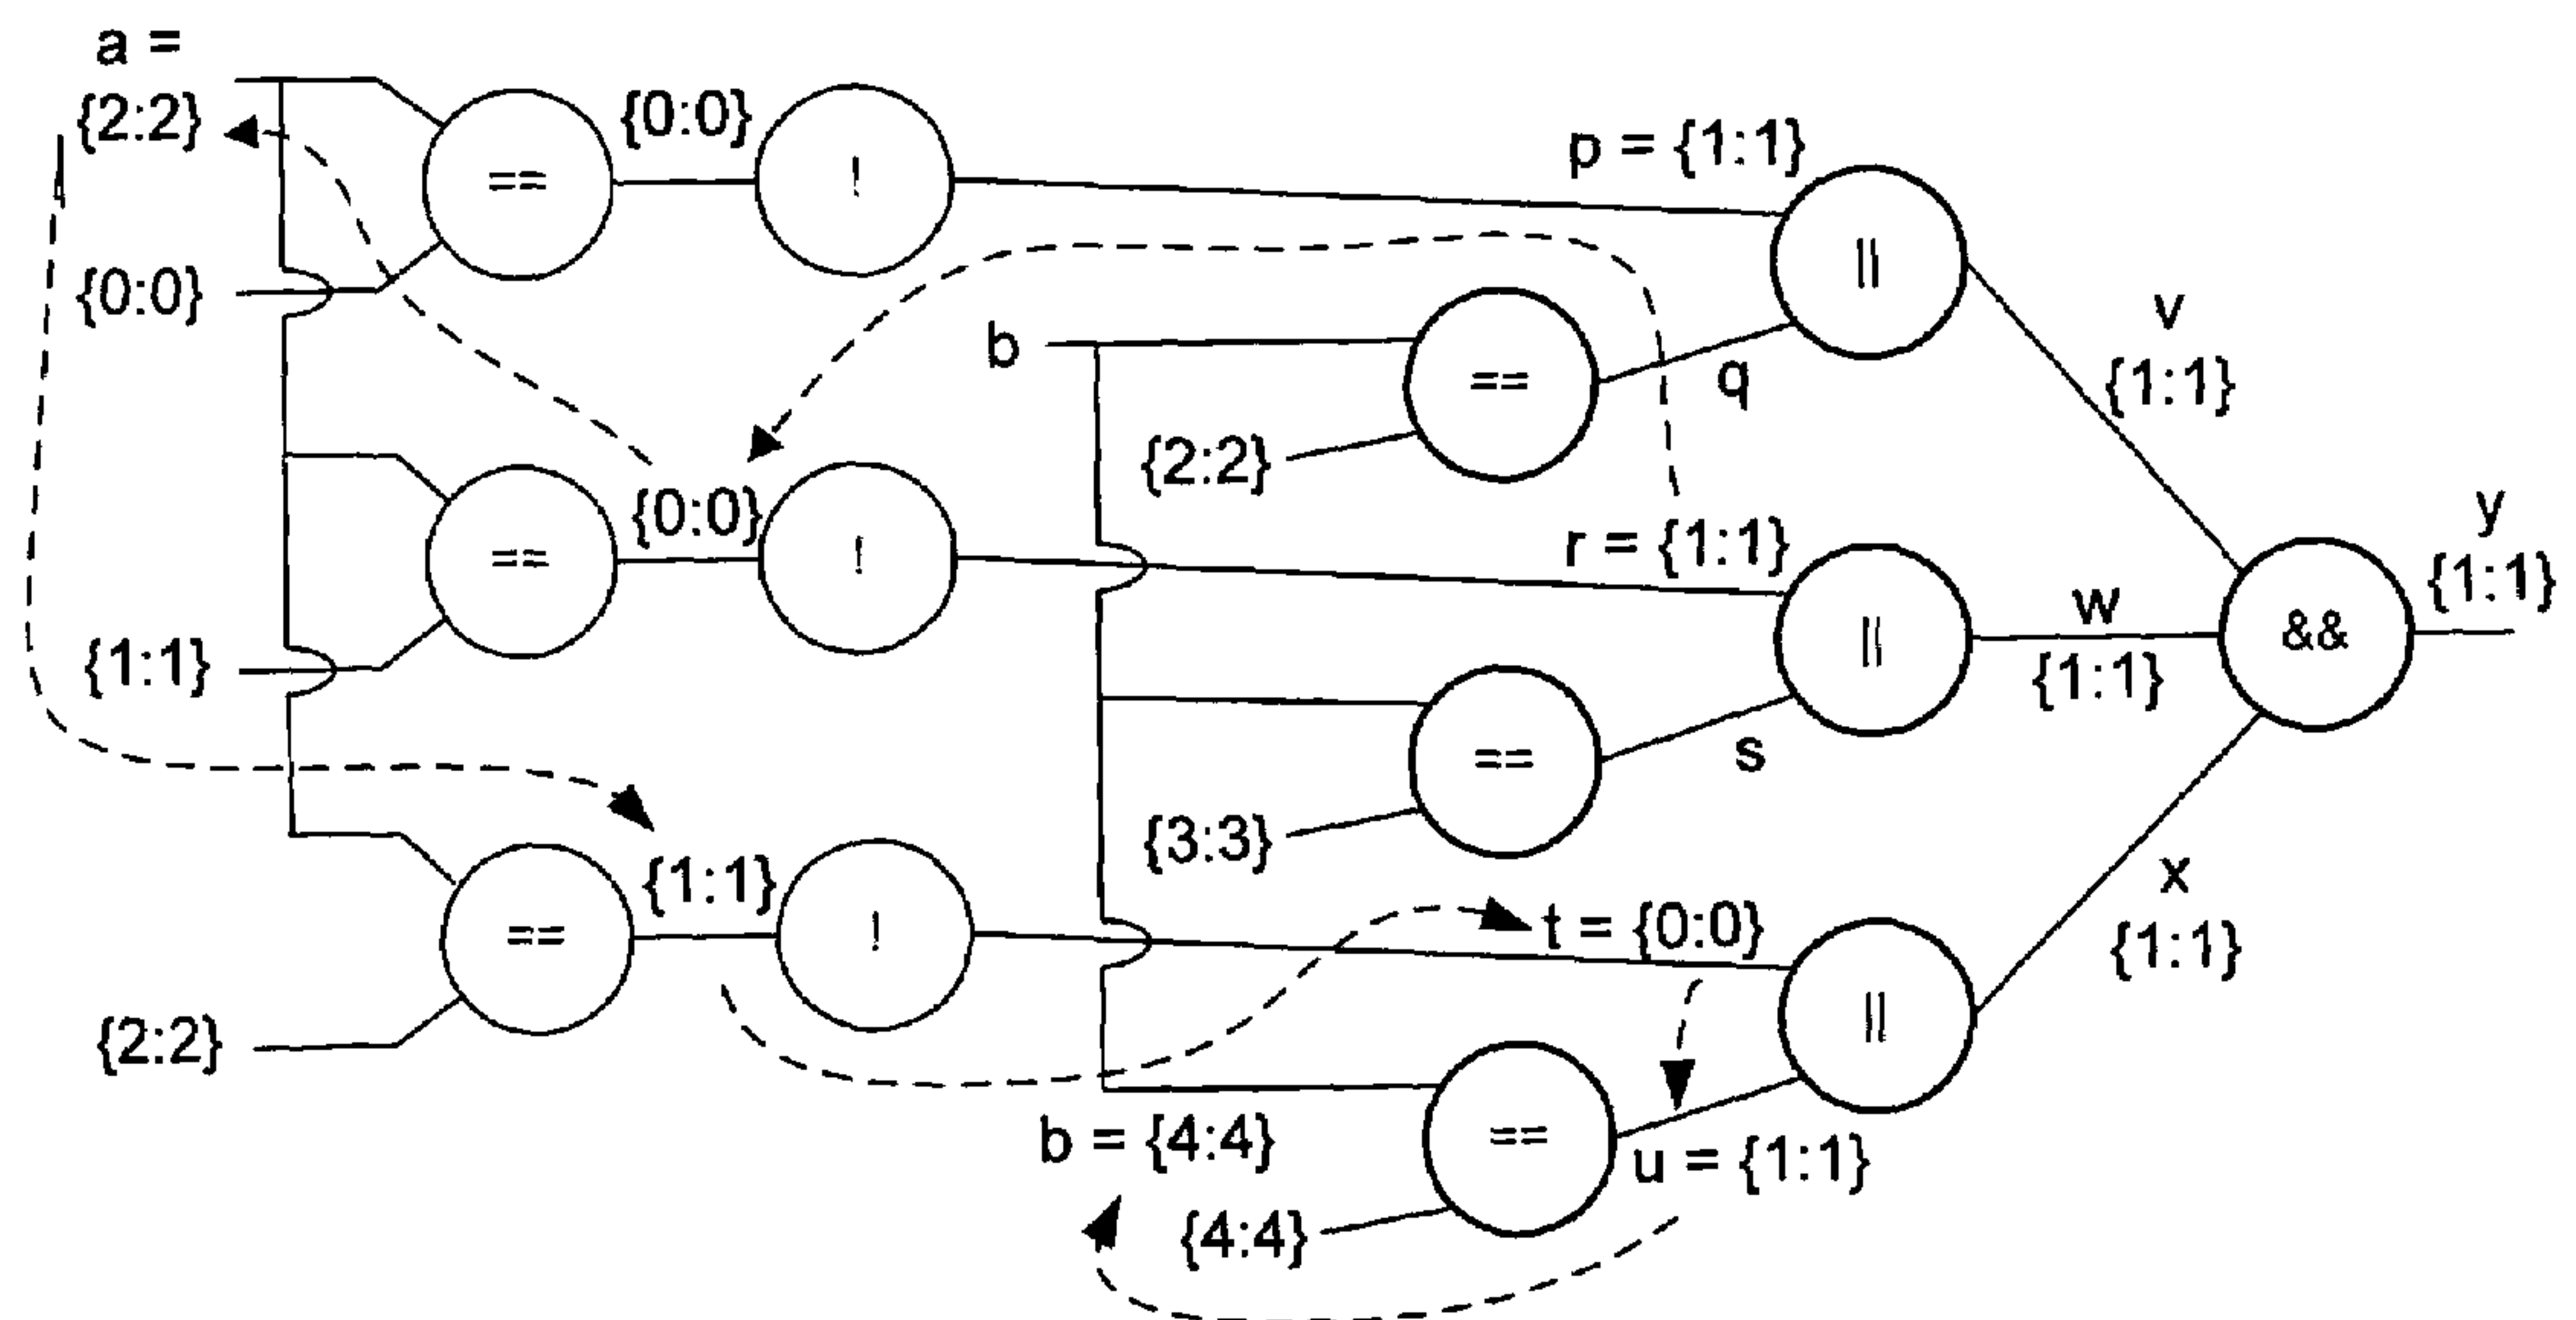 a =
{2:2}
{0:0}
==
{0:0}
!
p = {1:1}
||
b
==
q
{2:2}
v
{1:1}
{1:1}
==
{0:0}
!
r = {1:1}
||
w
{1:1}
&&
y
{1:1}
==
s
{3:3}
{2:2}
==
{1:1}
!
t = {0:0}
||
x
{1:1}
b = {4:4}
==
u = {1:1}
{4:4}